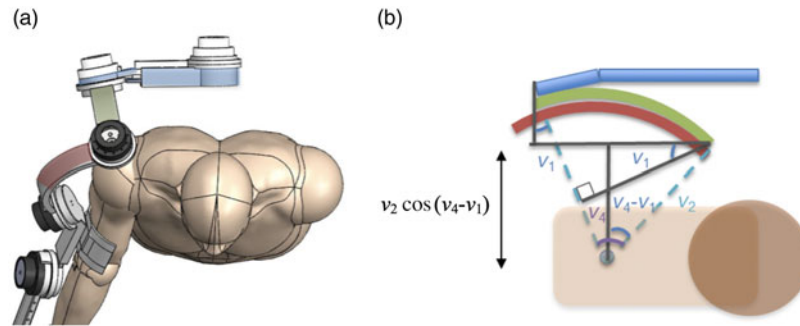 (a)
(b)
v₁
v₁
v₂ cos (v₄-v₁)
v₄
v₄-v₁
v₂